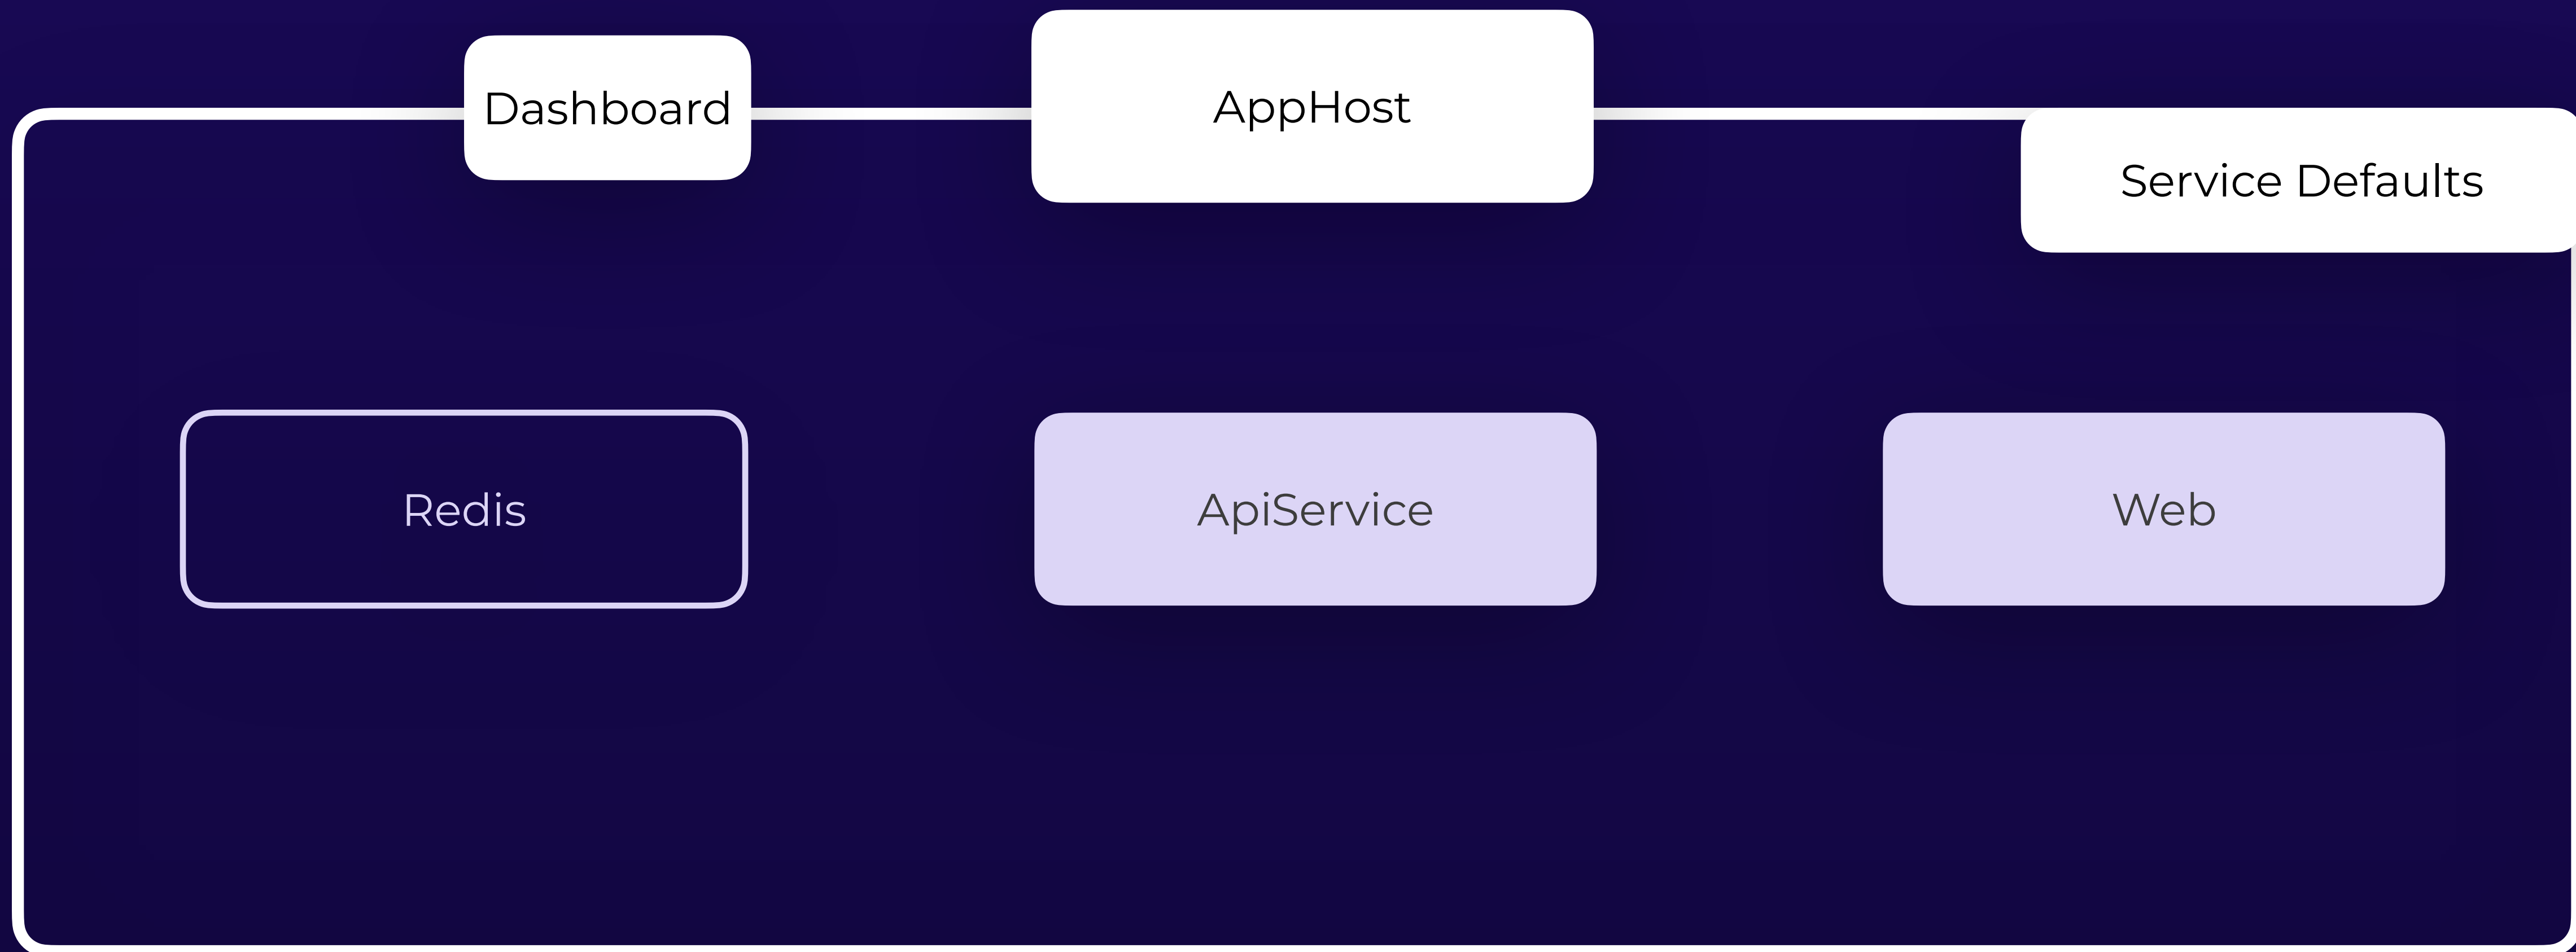 Dashboard
AppHost
Service Defaults
Redis
ApiService
Web